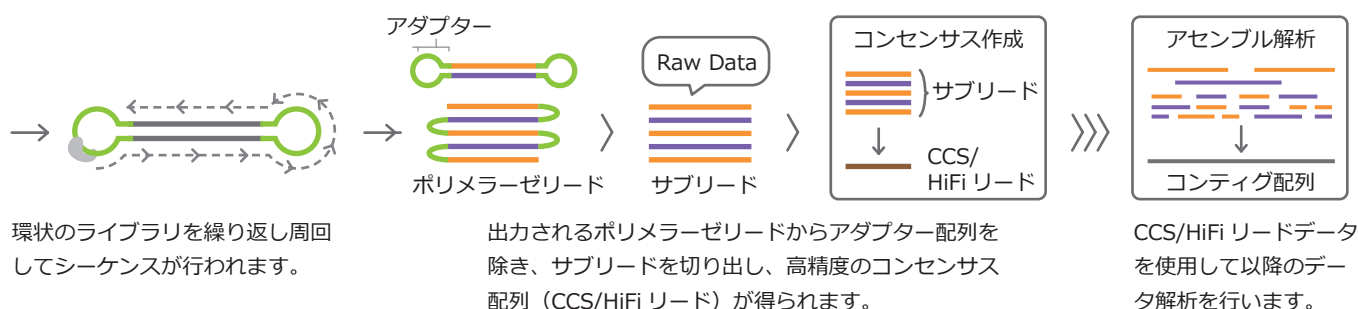 アダプター
ポリメラーゼリード
Raw Data
サブリード
コンセンサス作成
サブリード
CCS/
HiFi リード
アセンブル解析
コンティグ配列
環状のライブラリを繰り返し周回
してシーケンスが行われます。
出力されるポリメラーゼリードからアダプター配列を
除き、サブリードを切り出し、高精度のコンセンサス
配列（CCS/HiFi リード）が得られます。
CCS/HiFi リードデータ
を使用して以降のデー
タ解析を行います。